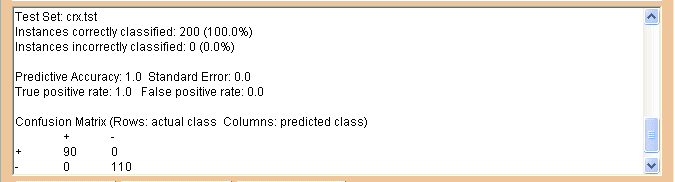 Test Set: crx.tst
Instances correctly classified: 200 (100.0%)
Instances incorrectly classified: 0 (0.0%)
Predictive Accuracy: 1.0 Standard Error: 0.0
True positive rate: 1.0 False positive rate: 0.0
Confusion Matrix (Rows: actual class Columns: predicted class)
+ -
+ 90 0
- 0 110